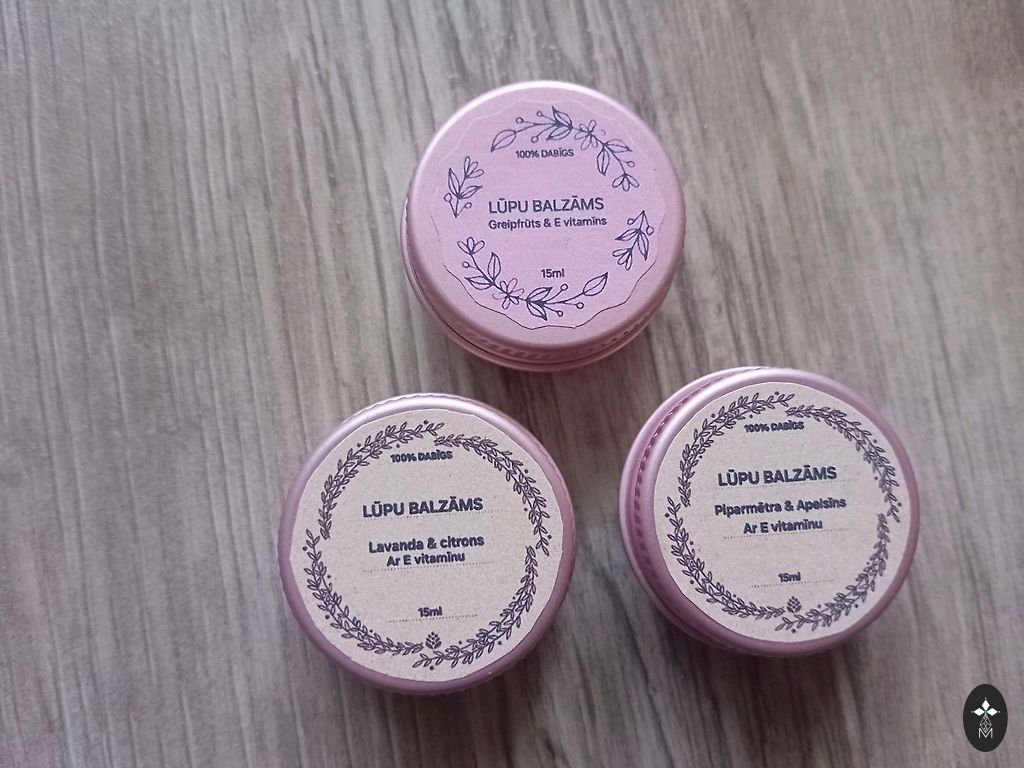 100% DABĪGS
LŪPU BALZĀMS
Greipfrūts & E vitamīns
15ml
100% DABĪGS
LŪPU BALZĀMS
Lavanda & citrons
Ar E vitamīnu
15ml
100% DABĪGS
LŪPU BALZĀMS
Piparmētra & Apelsīns
Ar E vitamīnu
15ml